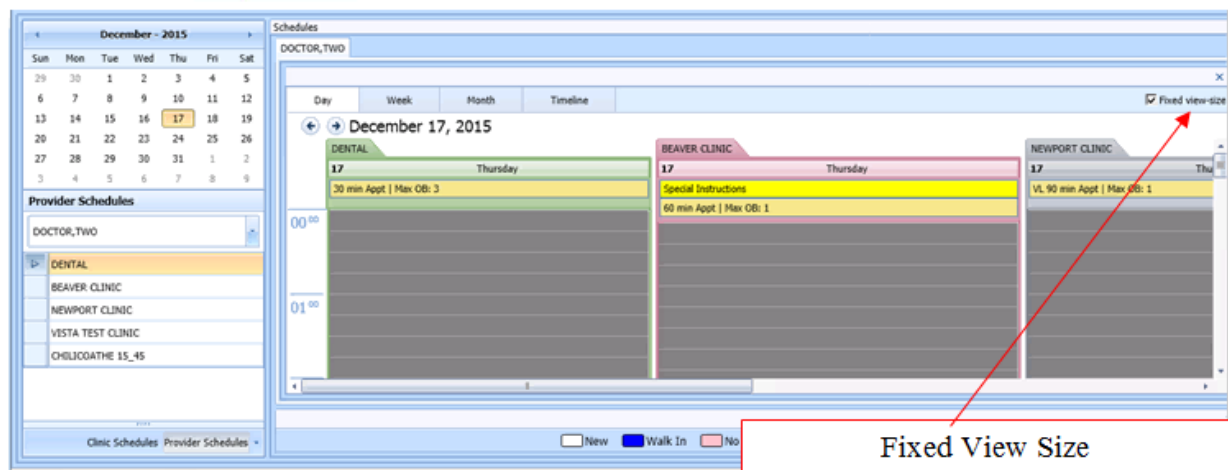 December - 2015
Sun Mon Tue Wed Thu Fri Sat
29 30 1 2 3 4 5
6 7 8 9 10 11 12
13 14 15 16 17 18 19
20 21 22 23 24 25 26
27 28 29 30 31 1 2
3 4 5 6 7 8 9
Provider Schedules
DOCTOR,TWO
DENTAL
BEAVER CLINIC
NEWPORT CLINIC
VISTA TEST CLINIC
CHILICOATHE 15_45
Clinic Schedules Provider Schedules
Schedules
DOCTOR,TWO
Day Week Month Timeline
Fixed view-size
December 17, 2015
DENTAL BEAVER CLINIC NEWPORT CLINIC
17 Thursday 17 Thursday 17 Thu
30 min Appt | Max OB: 3 Special Instructions VL 90 min Appt | Max OB: 1
60 min Appt | Max OB: 1
00 00
01 00
New Walk In No
Fixed View Size